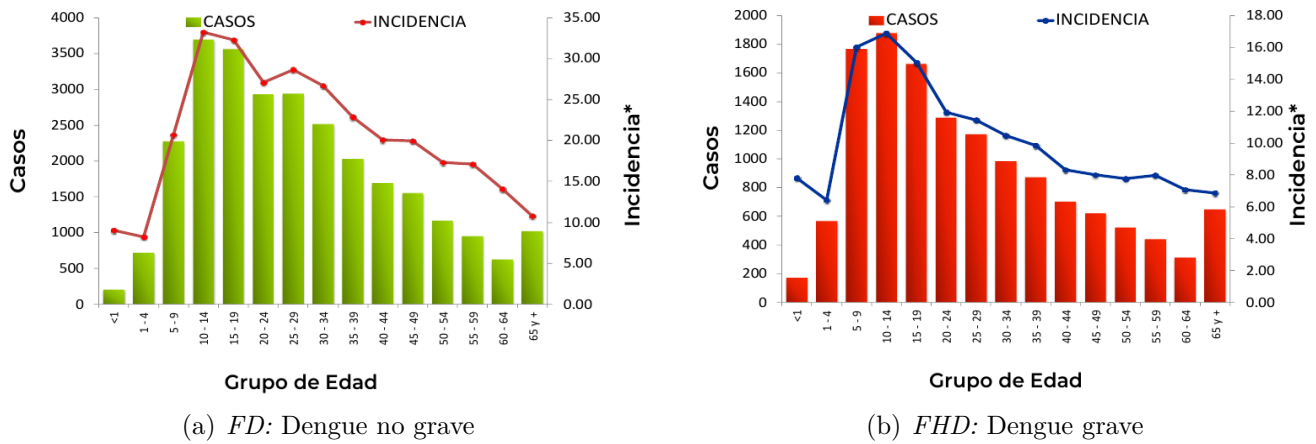 CASOS INCIDENCIA
4000
3500
3000
2500
2000
1500
1000
500
0
Casos
35.00
30.00
25.00
20.00
15.00
10.00
5.00
0.00
Incidencia*
<1
1 - 4
5 - 9
10 - 14
15 - 19
20 - 24
25 - 29
30 - 34
35 - 39
40 - 44
45 - 49
50 - 54
55 - 59
60 - 64
65 y +
Grupo de Edad
(a) FD: Dengue no grave
CASOS INCIDENCIA
2000
1800
1600
1400
1200
1000
800
600
400
200
0
Casos
18.00
16.00
14.00
12.00
10.00
8.00
6.00
4.00
2.00
0.00
Incidencia*
<1
1 - 4
5 - 9
10 - 14
15 - 19
20 - 24
25 - 29
30 - 34
35 - 39
40 - 44
45 - 49
50 - 54
55 - 59
60 - 64
65 y +
Grupo de Edad
(b) FHD: Dengue grave